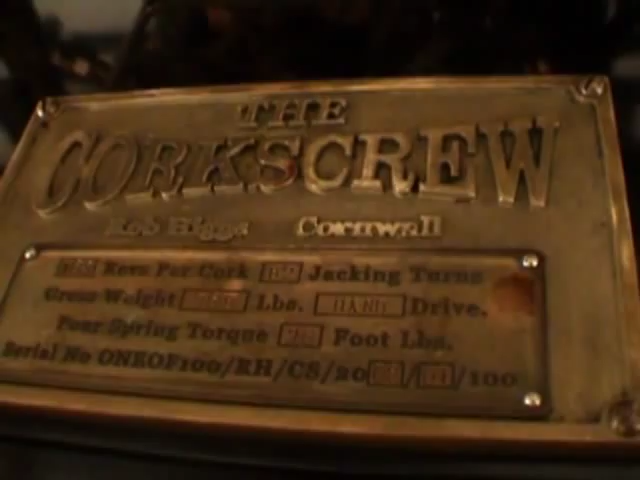 THE
CORKSCREW
Rob Higgs Cornwall
Revs Per Cork Jacking Turns
Gross Weight Lbs. HAND Drive.
Pour Spring Torque Foot Lbs.
Serial No ONEOF100/RH/CS/20 / /100